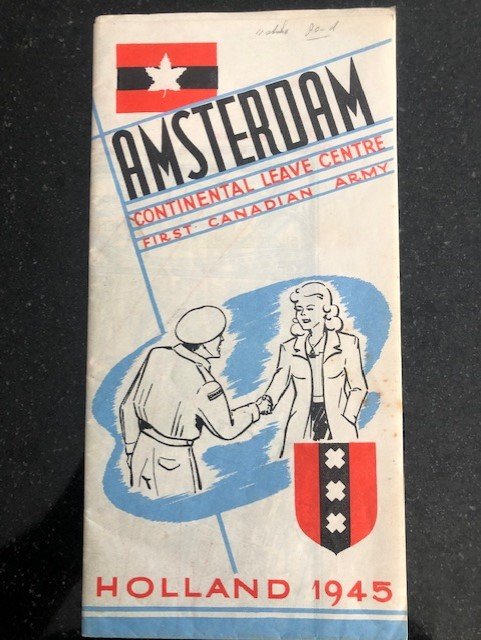 AMSTERDAM
CONTINENTAL LEAVE CENTRE
FIRST CANADIAN ARMY
HOLLAND 1945